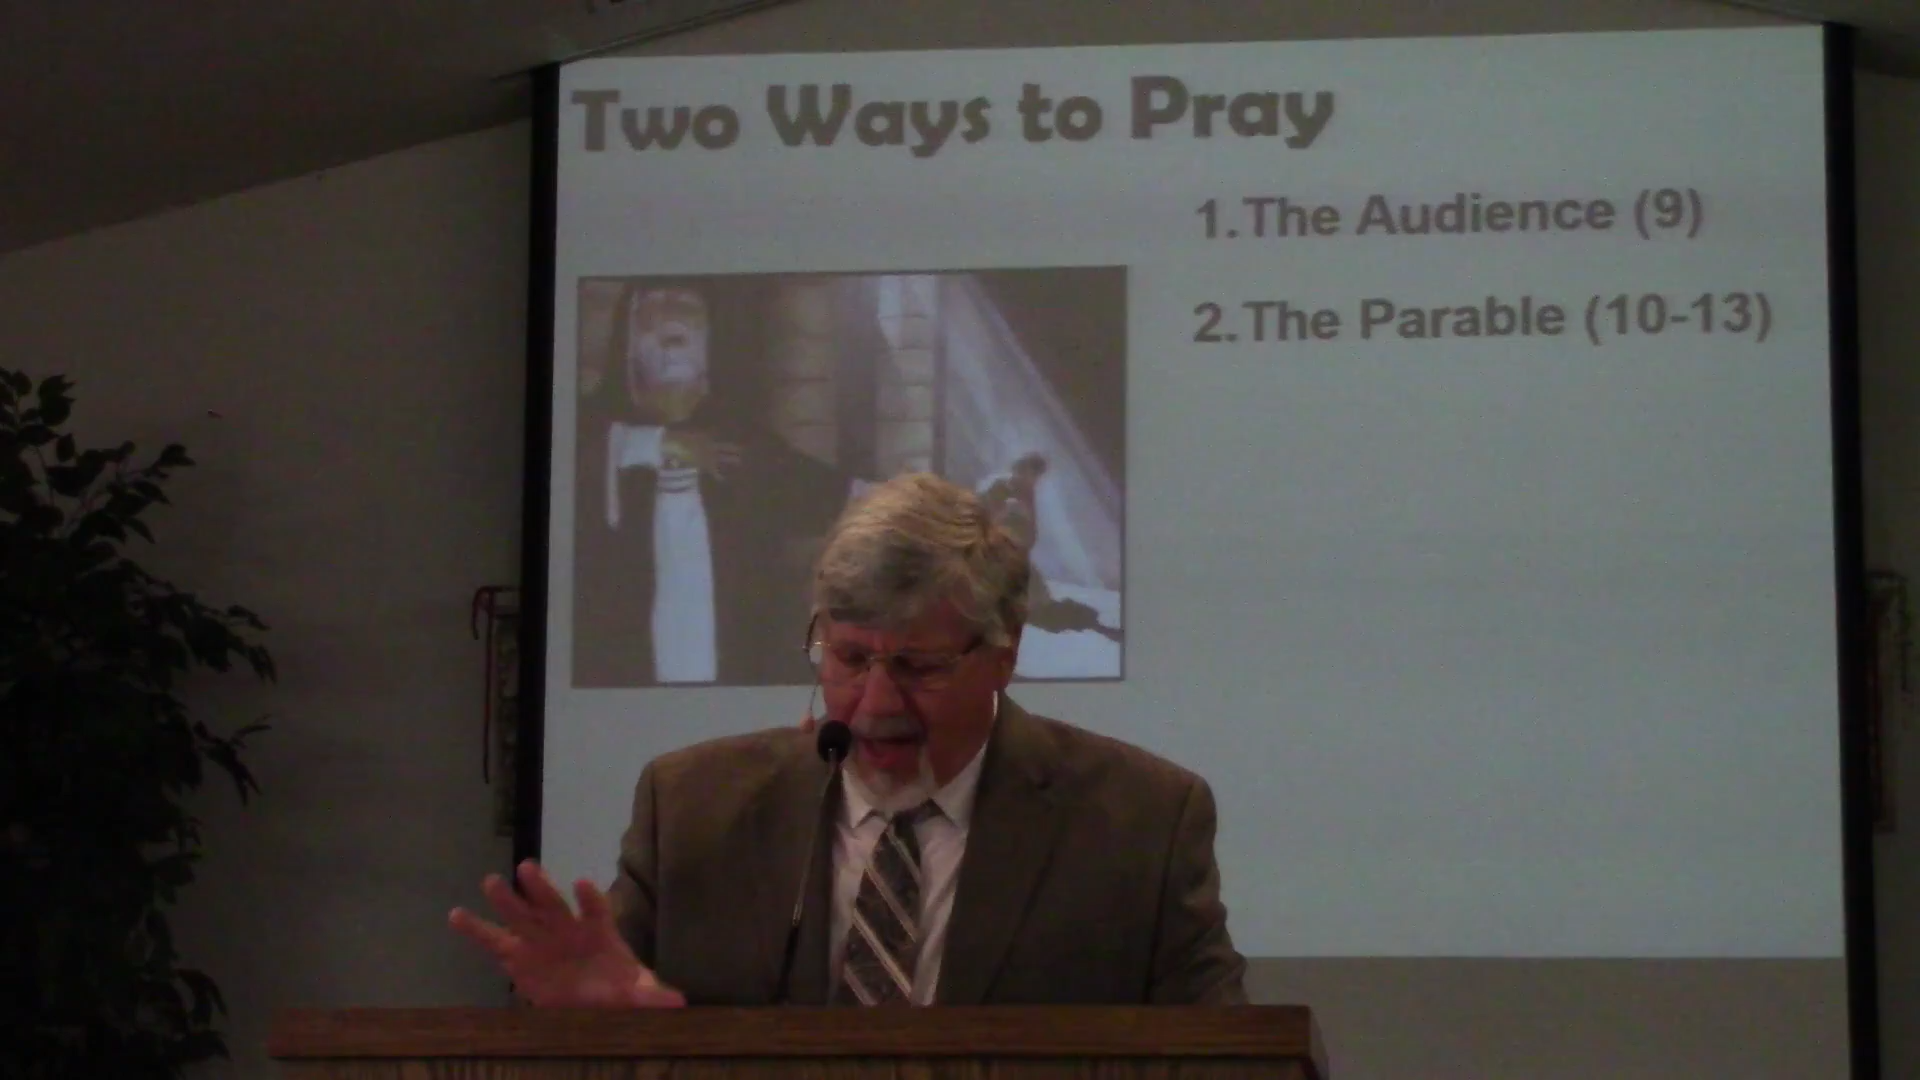 Two Ways to Pray
1. The Audience (9)
2. The Parable (10-13)